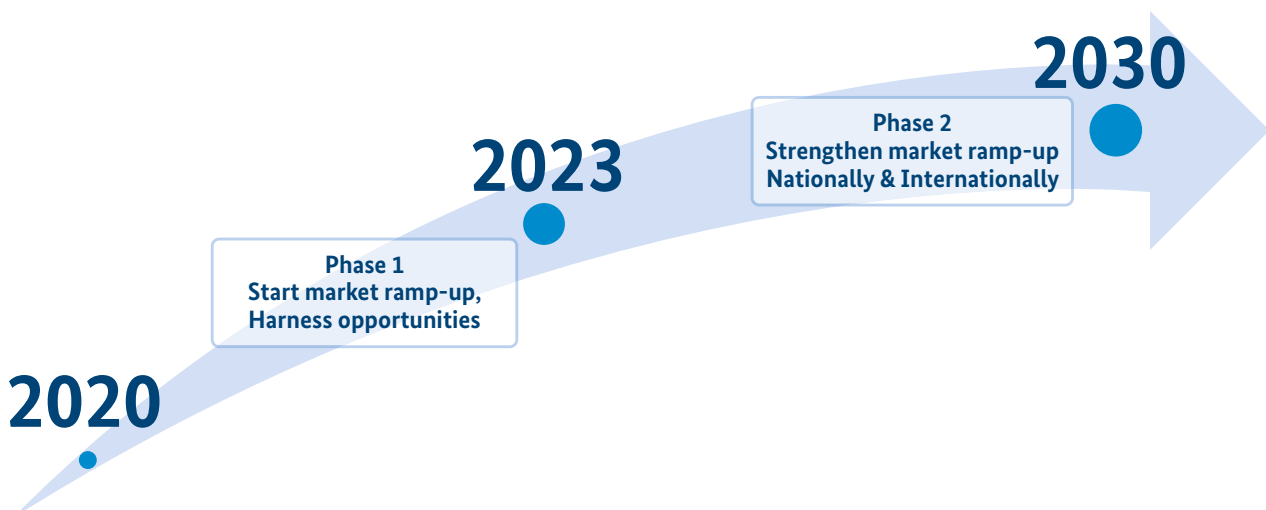 2030
Phase 2
Strengthen market ramp-up
Nationally & Internationally
2023
Phase 1
Start market ramp-up,
Harness opportunities
2020